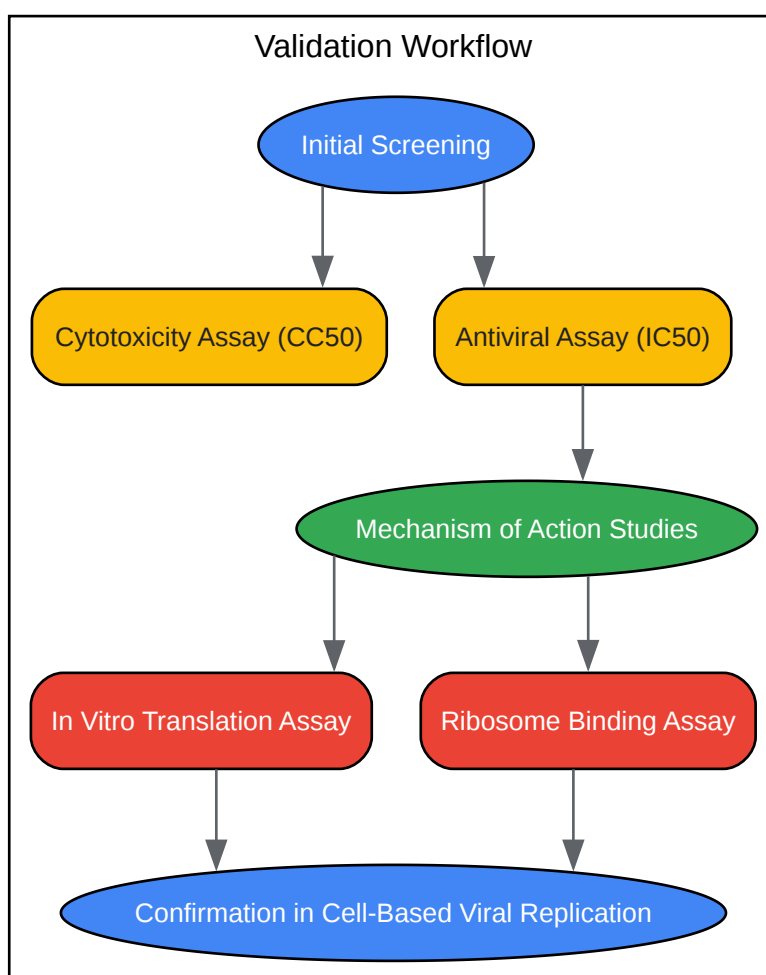 Validation Workflow
Initial Screening
Cytotoxicity Assay (CC50)
Antiviral Assay (IC50)
Mechanism of Action Studies
In Vitro Translation Assay
Ribosome Binding Assay
Confirmation in Cell-Based Viral Replication